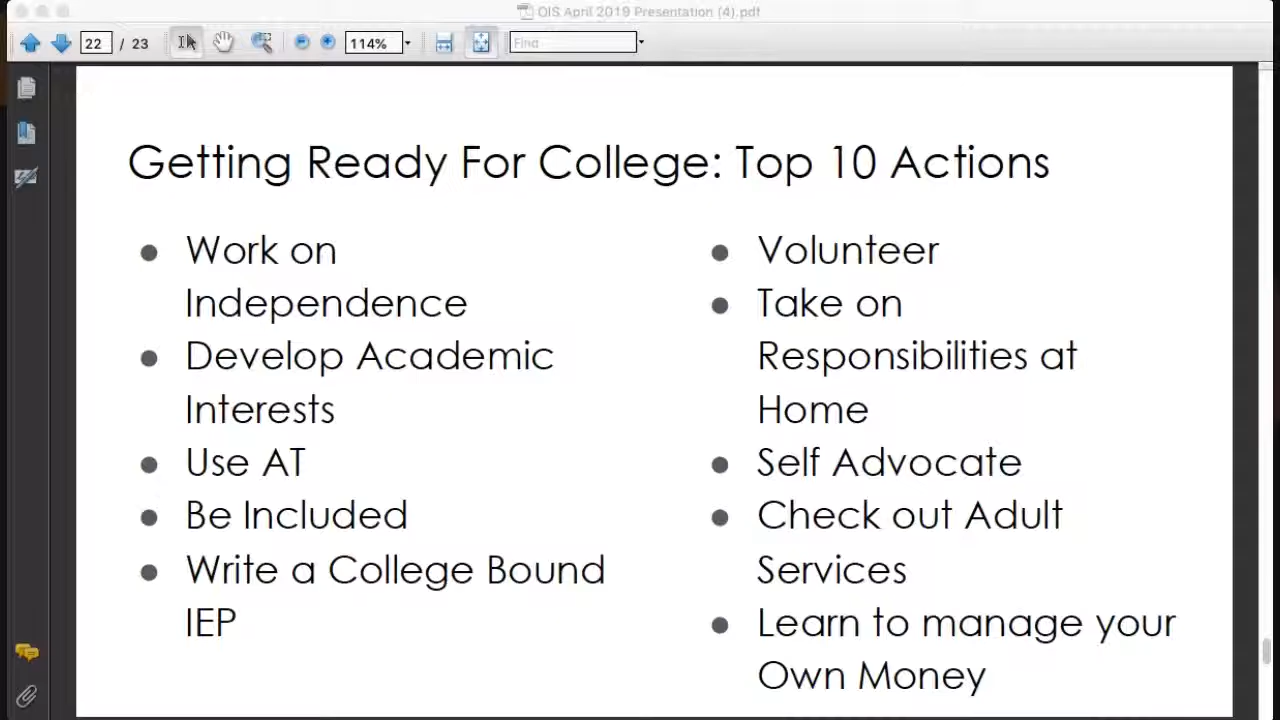 OIS April 2019 Presentation (4).pdf
22 / 23
114%
Find
Getting Ready For College: Top 10 Actions
Work on
Independence
Develop Academic
Interests
Use AT
Be Included
Write a College Bound
IEP
Volunteer
Take on
Responsibilities at
Home
Self Advocate
Check out Adult
Services
Learn to manage your
Own Money